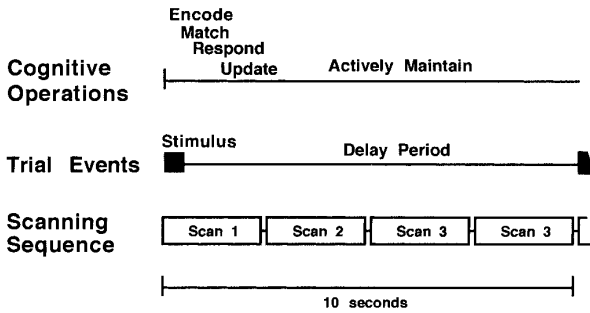 Encode
Match
Respond
Update
Actively Maintain
Cognitive
Operations
Stimulus
Delay Period
Trial Events
Scanning
Sequence
Scan 1
Scan 2
Scan 3
Scan 3
10 seconds